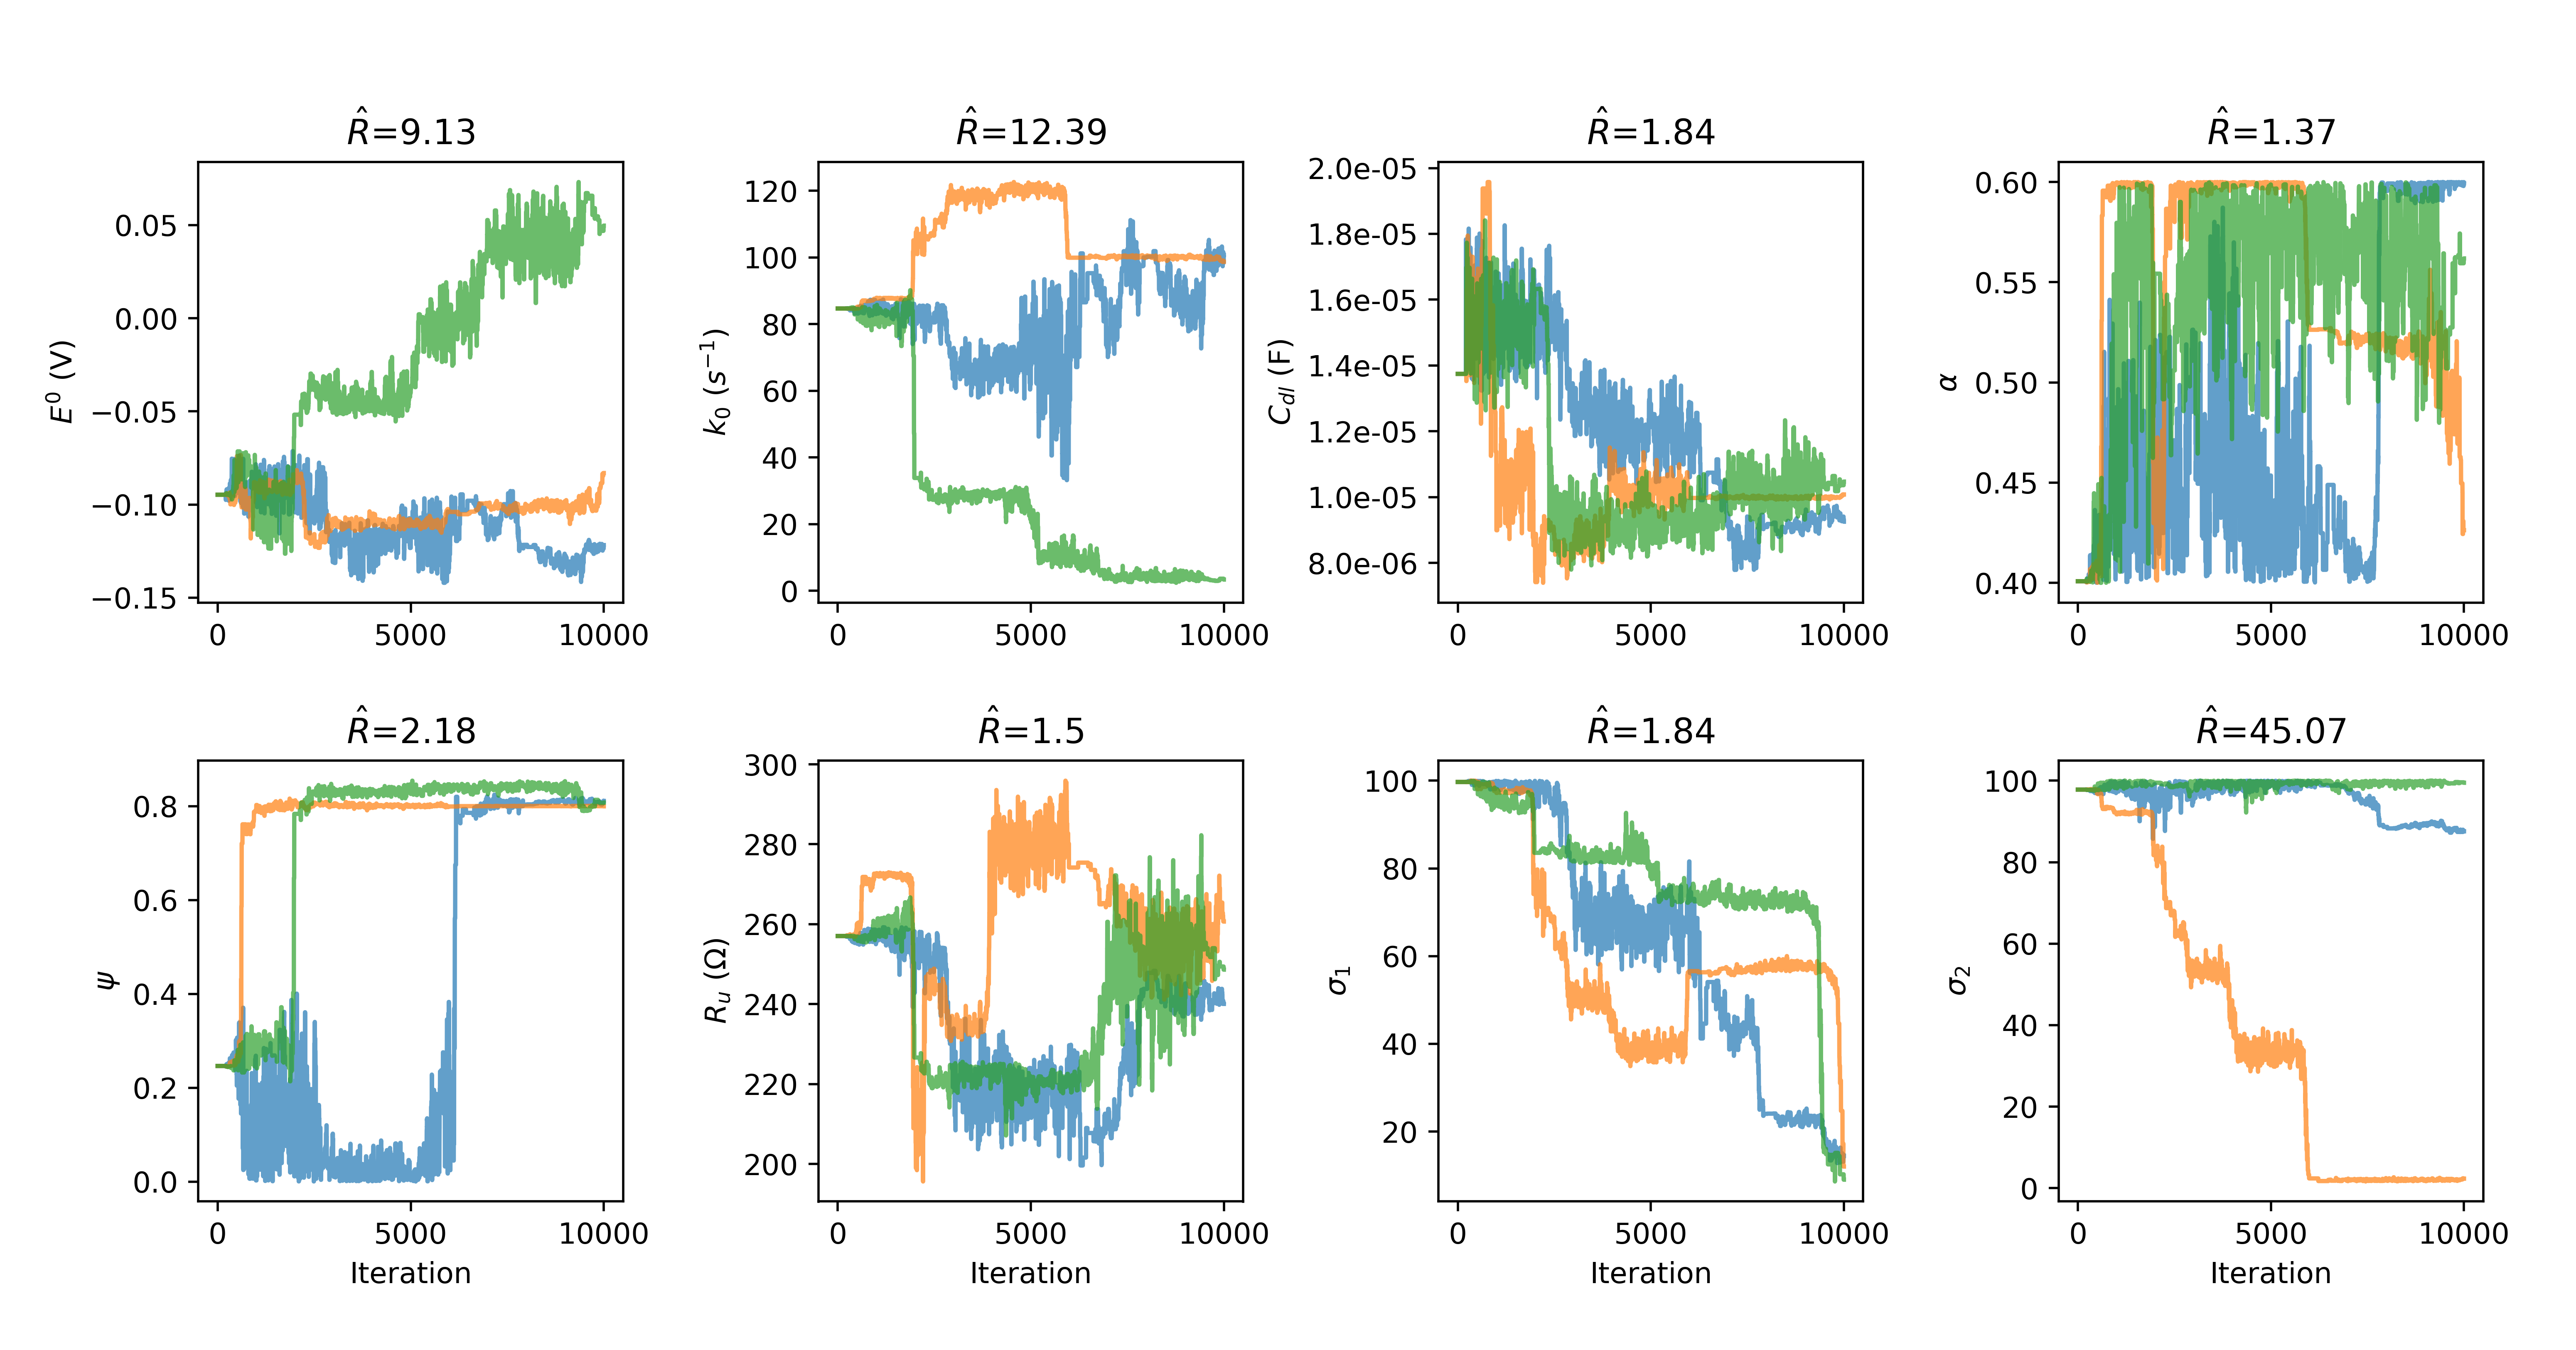 R̂=9.13
E⁰ (V)
0.05
0.00
−0.05
−0.10
−0.15
0 5000 10000
R̂=12.39
k₀ (s⁻¹)
120
100
80
60
40
20
0
0 5000 10000
R̂=1.84
C_dl (F)
2.0e-05
1.8e-05
1.6e-05
1.4e-05
1.2e-05
1.0e-05
8.0e-06
0 5000 10000
R̂=1.37
α
0.60
0.55
0.50
0.45
0.40
0 5000 10000
R̂=2.18
ψ
0.8
0.6
0.4
0.2
0.0
0 5000 10000
Iteration
R̂=1.5
R_u (Ω)
300
280
260
240
220
200
0 5000 10000
Iteration
R̂=1.84
σ₁
100
80
60
40
20
0 5000 10000
Iteration
R̂=45.07
σ₂
100
80
60
40
20
0
0 5000 10000
Iteration